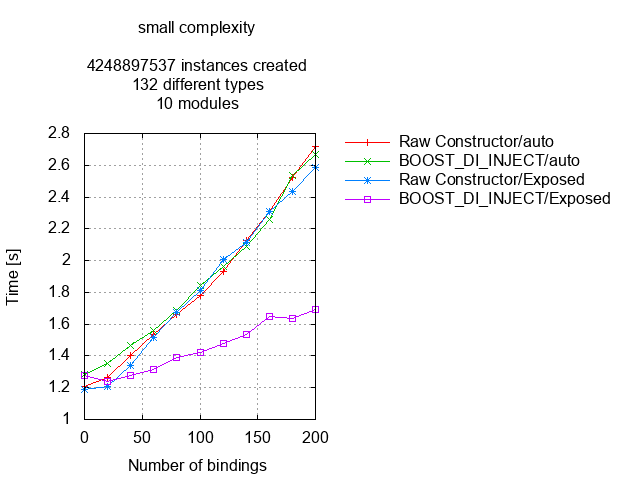 small complexity
4248897537 instances created
132 different types
10 modules
2.8
2.6
2.4
2.2
2
1.8
1.6
1.4
1.2
1
Time [s]
0
50
100
150
200
Number of bindings
Raw Constructor/auto
BOOST_DI_INJECT/auto
Raw Constructor/Exposed
BOOST_DI_INJECT/Exposed